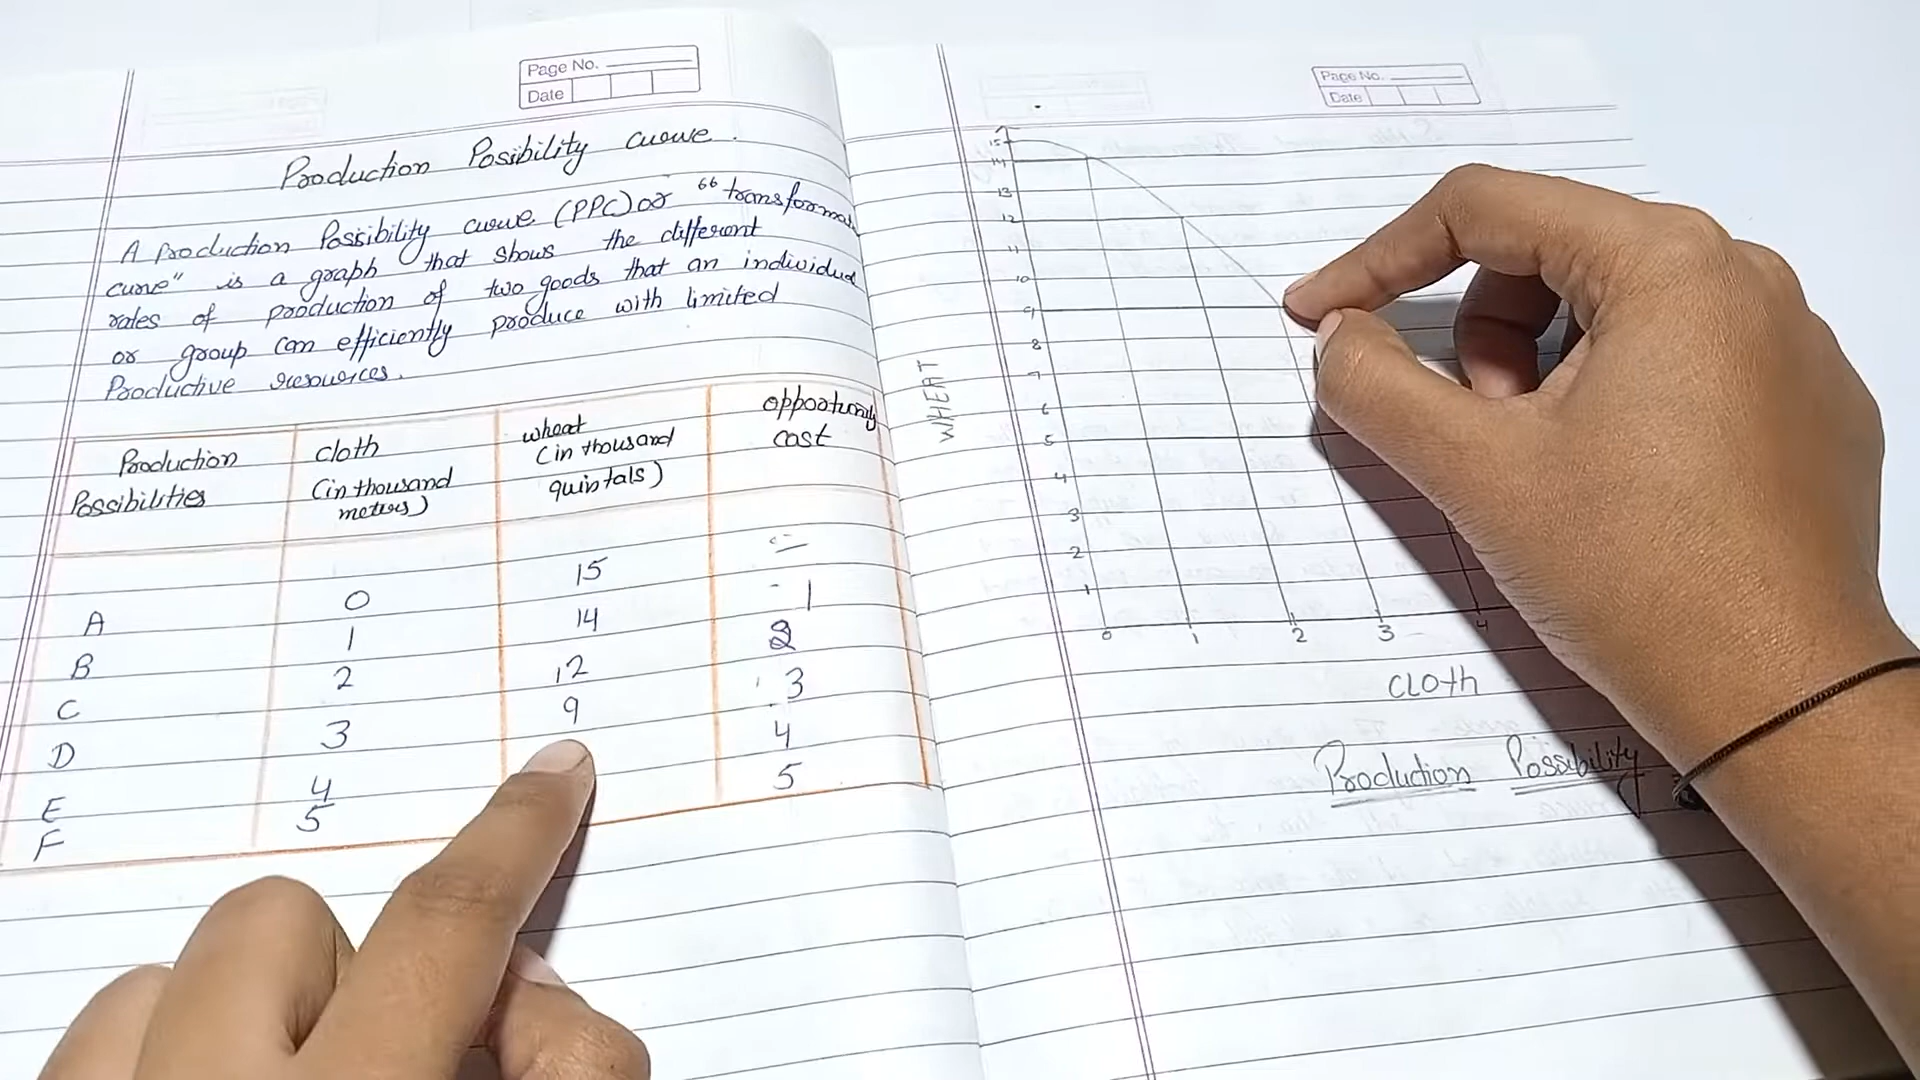 Page No.
Date
Production Posibility curve.
A production Possibility curve (PPC) or "transformat
curve" is a graph that shows the different
rates of production of two goods that an individual
or group can efficiently produce with limited
Productive resources.
Production Possibilities
cloth (in thousand meters)
wheat (in thousand quintals)
opportunity cost
A 0 15 -
B 1 14 1
C 2 12 2
D 3 9 3
E 4 4
F 5 5
Page No.
Date
15
14
13
12
11
10
9
8
7
6
5
4
3
2
1
WHEAT
0 1 2 3 4
CLOTH
Production Possibility